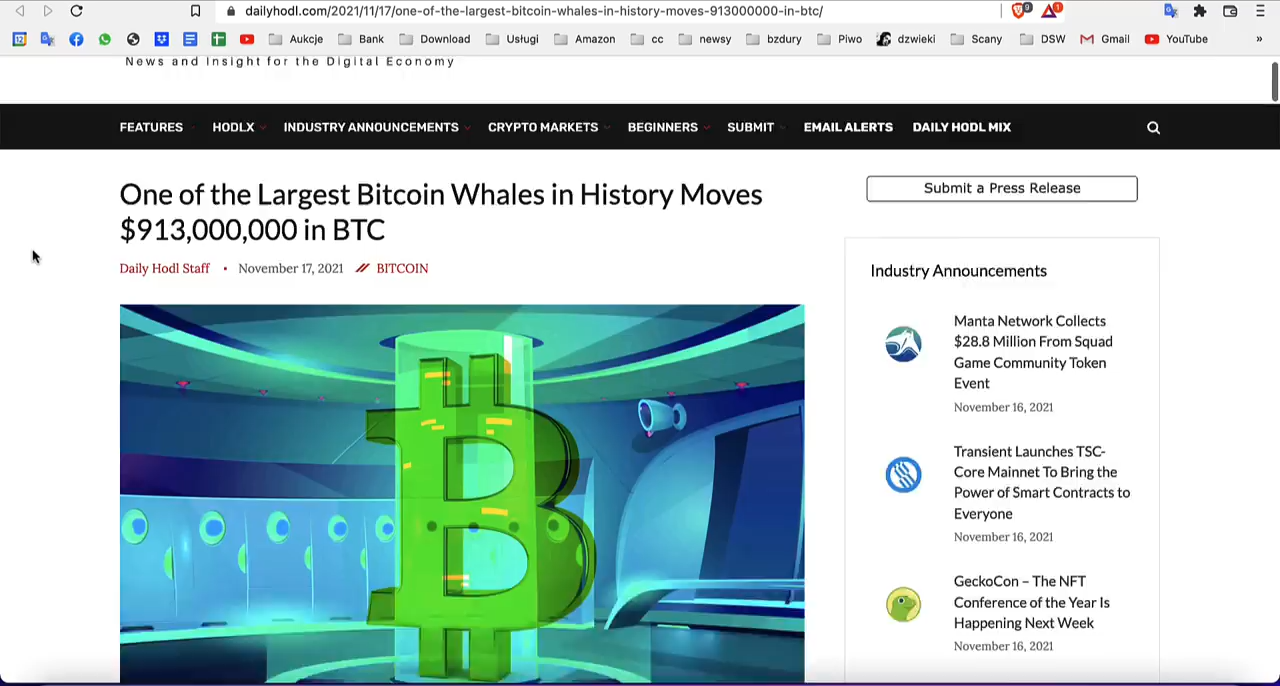 dailyhodl.com/2021/11/17/one-of-the-largest-bitcoin-whales-in-history-moves-913000000-in-btc/
9
1
12
Aukcje Bank Download Usługi Amazon cc newsy bzdury Piwo dzwieki Scany DSW Gmail YouTube »
News and Insight for the Digital Economy
FEATURES HODLX INDUSTRY ANNOUNCEMENTS CRYPTO MARKETS BEGINNERS SUBMIT EMAIL ALERTS DAILY HODL MIX
One of the Largest Bitcoin Whales in History Moves
$913,000,000 in BTC
Daily Hodl Staff • November 17, 2021 // BITCOIN
Submit a Press Release
Industry Announcements
Manta Network Collects
$28.8 Million From Squad
Game Community Token
Event
November 16, 2021
Transient Launches TSC-
Core Mainnet To Bring the
Power of Smart Contracts to
Everyone
November 16, 2021
GeckoCon – The NFT
Conference of the Year Is
Happening Next Week
November 16, 2021